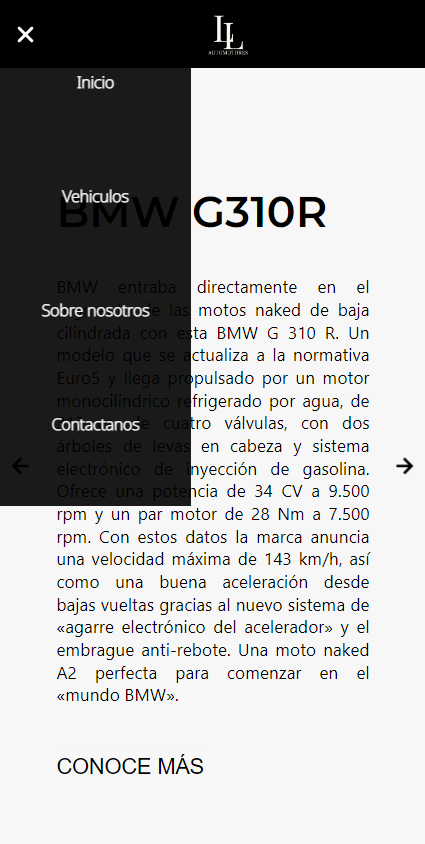 LL
AUTOMOTORES
Inicio
Vehiculos
Sobre nosotros
Contactanos
BMW G310R
BMW entraba directamente en el
de las motos naked de baja
cilindrada con esta BMW G 310 R. Un
modelo que se actualiza a la normativa
Euro5 y llega propulsado por un motor
monocilíndrico refrigerado por agua, de
cuatro válvulas, con dos
árboles de levas en cabeza y sistema
electrónico de inyección de gasolina.
Ofrece una potencia de 34 CV a 9.500
rpm y un par motor de 28 Nm a 7.500
rpm. Con estos datos la marca anuncia
una velocidad máxima de 143 km/h, así
como una buena aceleración desde
bajas vueltas gracias al nuevo sistema de
«agarre electrónico del acelerador» y el
embrague anti-rebote. Una moto naked
A2 perfecta para comenzar en el
«mundo BMW».
CONOCE MÁS